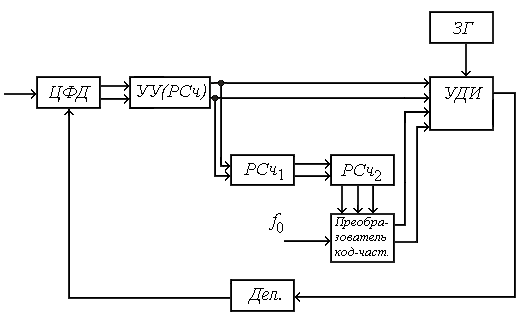 ЗГ
ЦФД
УУ(РСч)
УДИ
РСч1
РСч2
f0
Преобра-
зователь
код-част.
Дел.